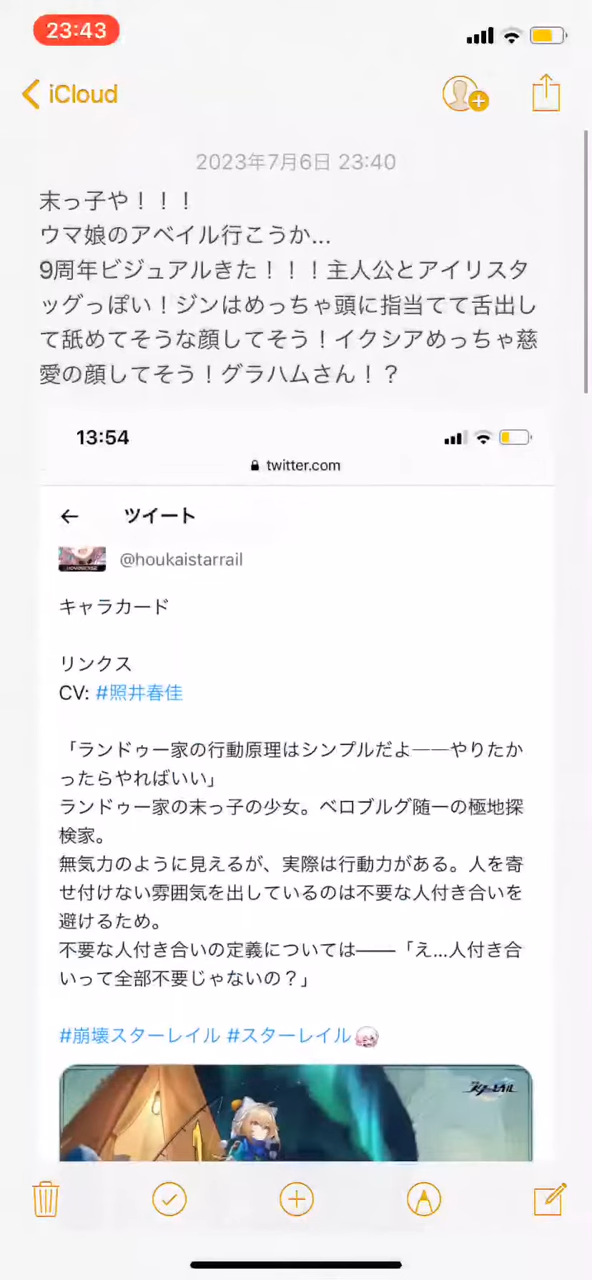 23:43
iCloud
2023年7月6日 23:40
末っ子や！！！
ウマ娘のアベイル行こうか…
9周年ビジュアルきた！！！主人公とアイリスタ
ッグっぽい！ジンはめっちゃ頭に指当てて舌出し
て舐めてそうな顔してそう！イクシアめっちゃ慈
愛の顔してそう！グラハムさん！？
13:54
twitter.com
ツイート
@houkaistarrail
キャラカード
リンクス
CV: #照井春佳
「ランドゥー家の行動原理はシンプルだよ——やりたか
ったらやればいい」
ランドゥー家の末っ子の少女。ベロブルグ随一の極地探
検家。
無気力のように見えるが、実際は行動力がある。人を寄
せ付けない雰囲気を出しているのは不要な人付き合いを
避けるため。
不要な人付き合いの定義については——「え…人付き合
いって全部不要じゃないの？」
#崩壊スターレイル #スターレイル
スターレイル